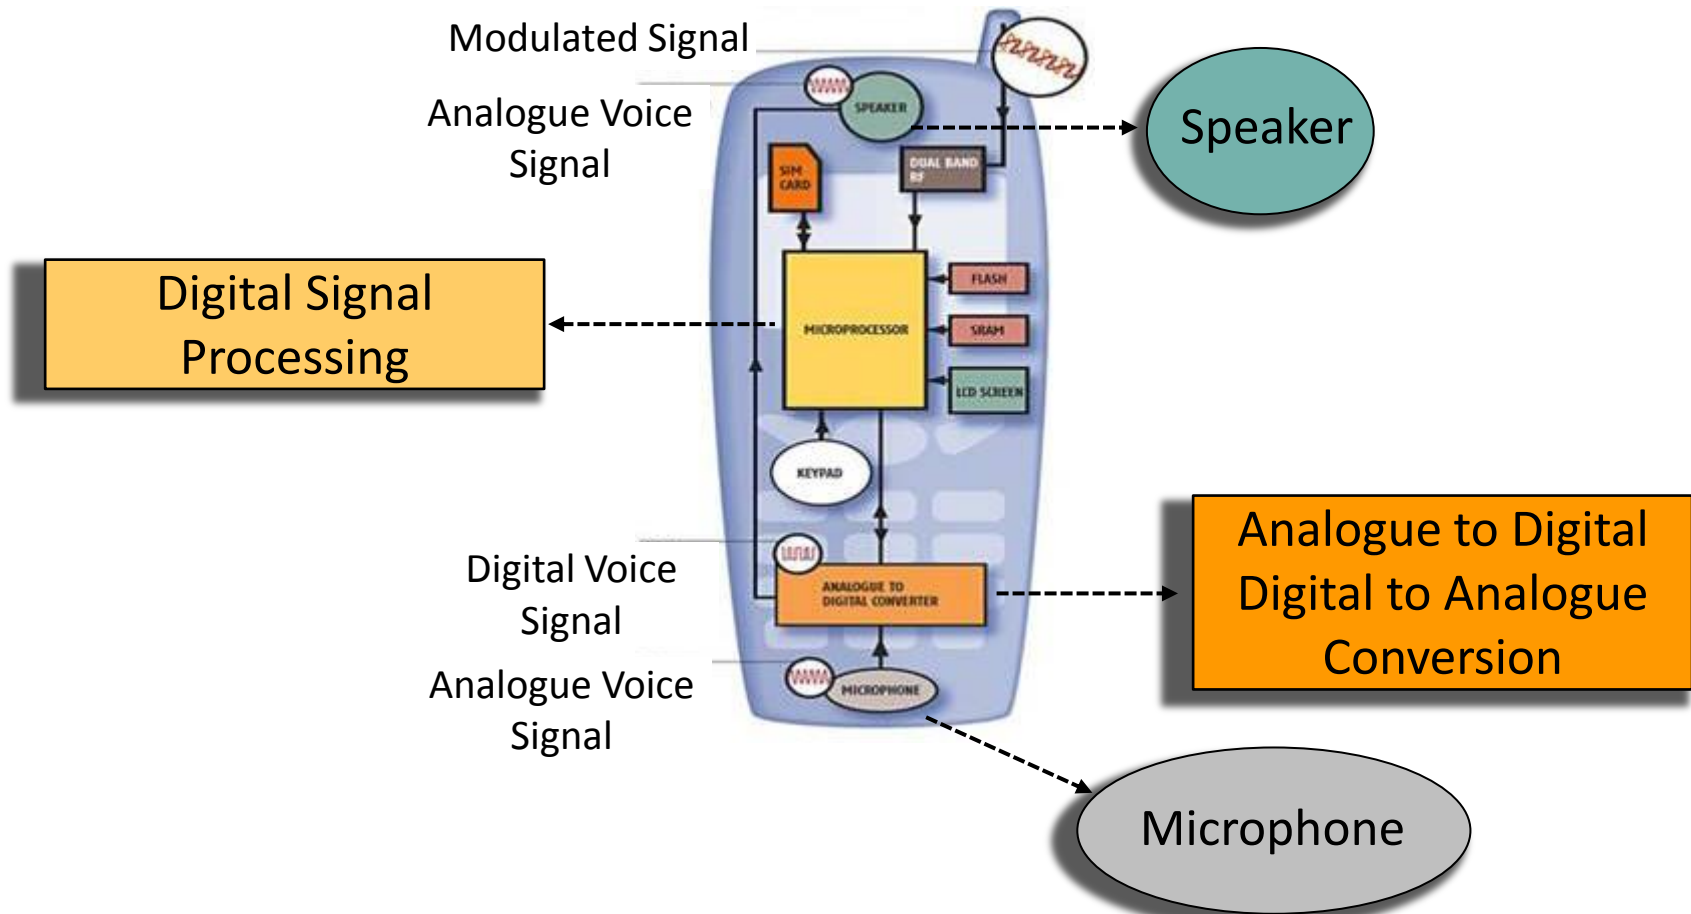 Modulated Signal
Analogue Voice
Signal
SPEAKER
Speaker
SIM
CARD
DUAL BAND
RF
Digital Signal
Processing
MICROPROCESSOR
FLASH
SRAM
LCD SCREEN
KEYPAD
Digital Voice
Signal
ANALOGUE TO
DIGITAL CONVERTER
Analogue to Digital
Digital to Analogue
Conversion
Analogue Voice
Signal
MICROPHONE
Microphone